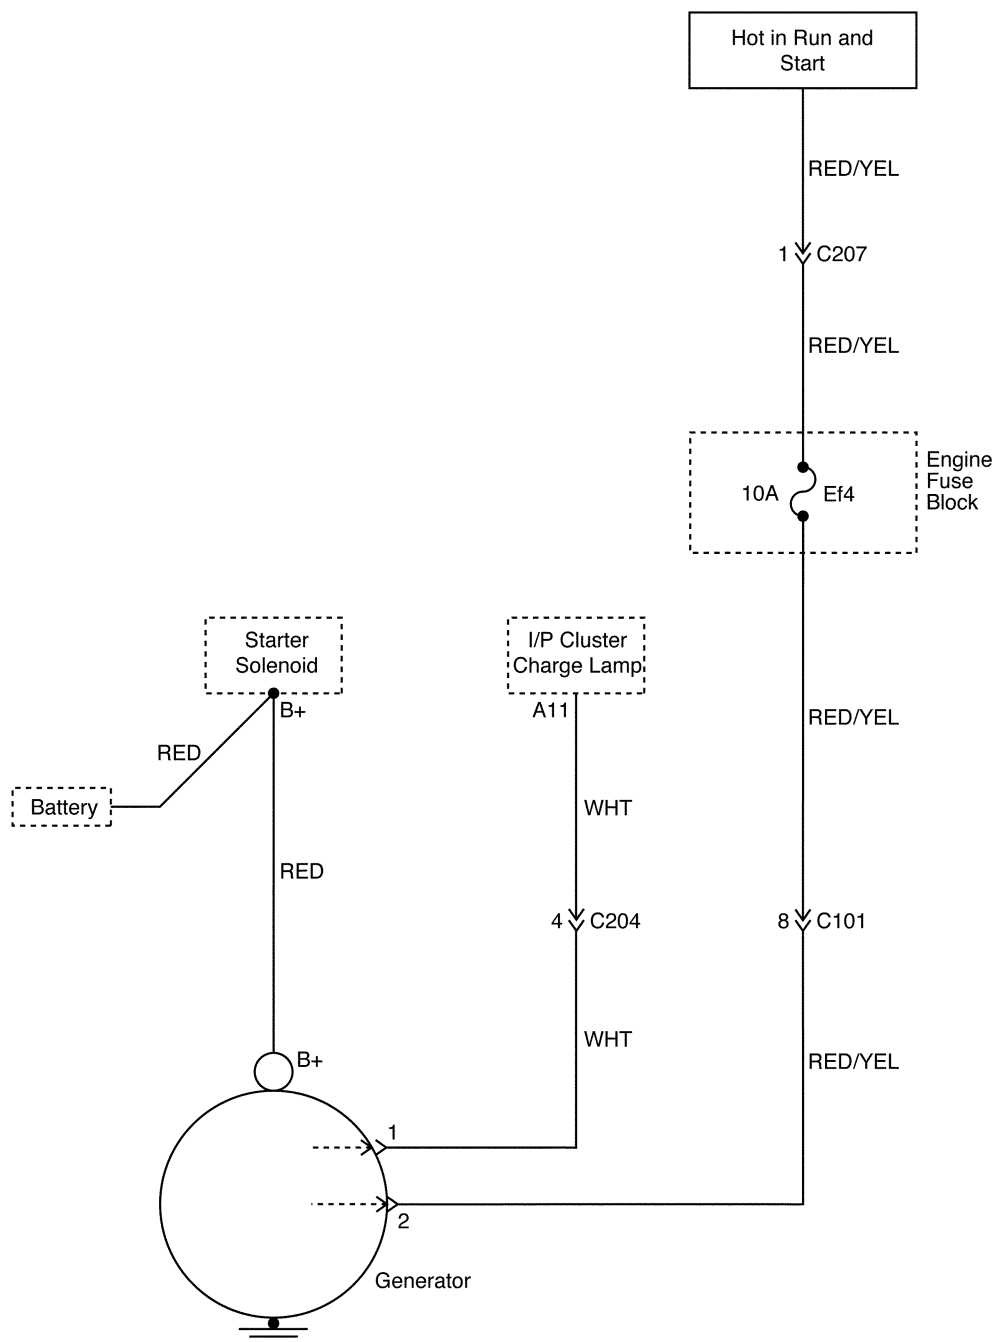 Hot in Run and
Start
RED/YEL
1 C207
RED/YEL
Engine
Fuse
Block
10A Ef4
Starter
Solenoid
B+
I/P Cluster
Charge Lamp
A11
RED/YEL
RED
Battery
WHT
RED
4 C204
8 C101
WHT
B+
RED/YEL
1
2
Generator